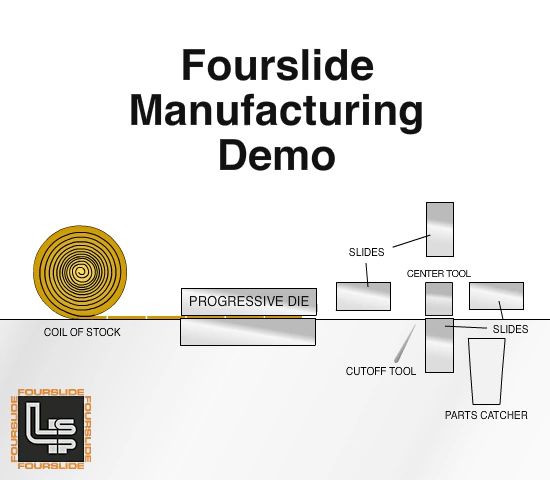 Fourslide
Manufacturing
Demo
SLIDES
CENTER TOOL
PROGRESSIVE DIE
COIL OF STOCK
SLIDES
CUTOFF TOOL
PARTS CATCHER
FOURSLIDE
FOURSLIDE
FOURSLIDE
FOURSLIDE